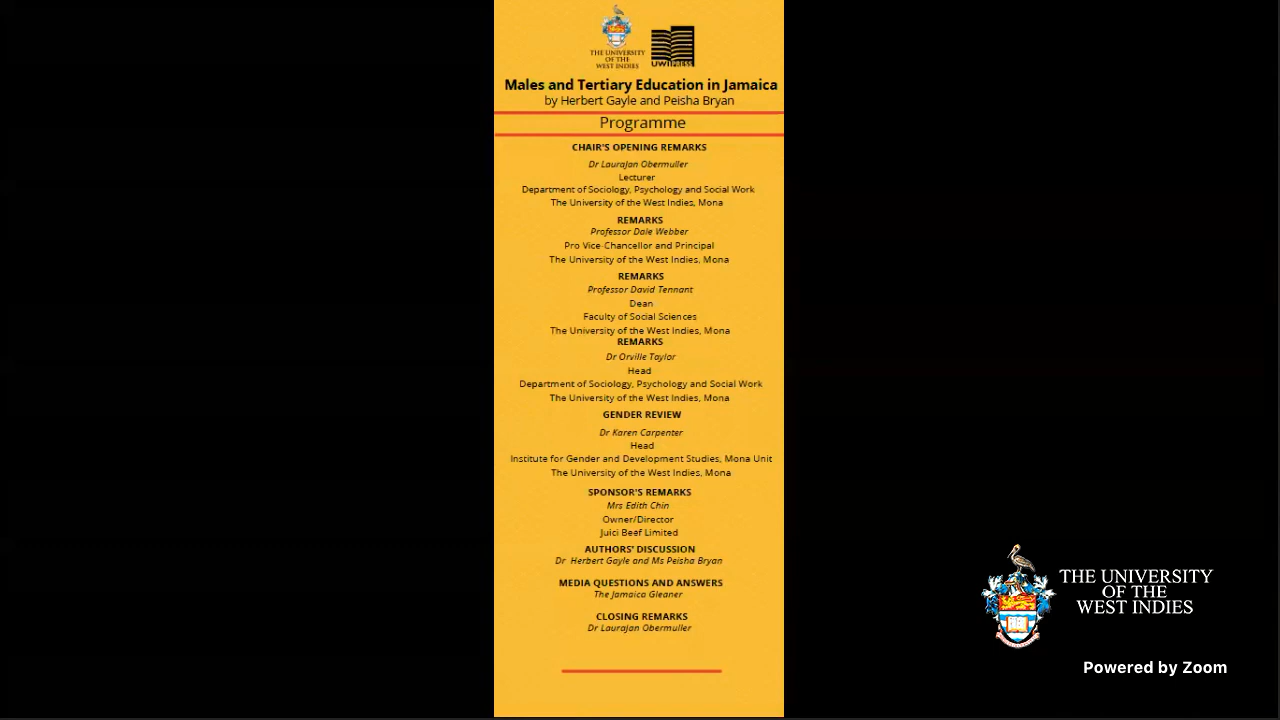 THE UNIVERSITY
OF THE
WEST INDIES
UWI PRESS
Males and Tertiary Education in Jamaica
by Herbert Gayle and Peisha Bryan
Programme
CHAIR'S OPENING REMARKS
Dr LauraJan Obermuller
Lecturer
Department of Sociology, Psychology and Social Work
The University of the West Indies, Mona
REMARKS
Professor Dale Webber
Pro Vice-Chancellor and Principal
The University of the West Indies, Mona
REMARKS
Professor David Tennant
Dean
Faculty of Social Sciences
The University of the West Indies, Mona
REMARKS
Dr Orville Taylor
Head
Department of Sociology, Psychology and Social Work
The University of the West Indies, Mona
GENDER REVIEW
Dr Karen Carpenter
Head
Institute for Gender and Development Studies, Mona Unit
The University of the West Indies, Mona
SPONSOR'S REMARKS
Mrs Edith Chin
Owner/Director
Juici Beef Limited
AUTHORS' DISCUSSION
Dr Herbert Gayle and Ms Peisha Bryan
MEDIA QUESTIONS AND ANSWERS
The Jamaica Gleaner
CLOSING REMARKS
Dr LauraJan Obermuller
THE UNIVERSITY
OF THE
WEST INDIES
Powered by Zoom